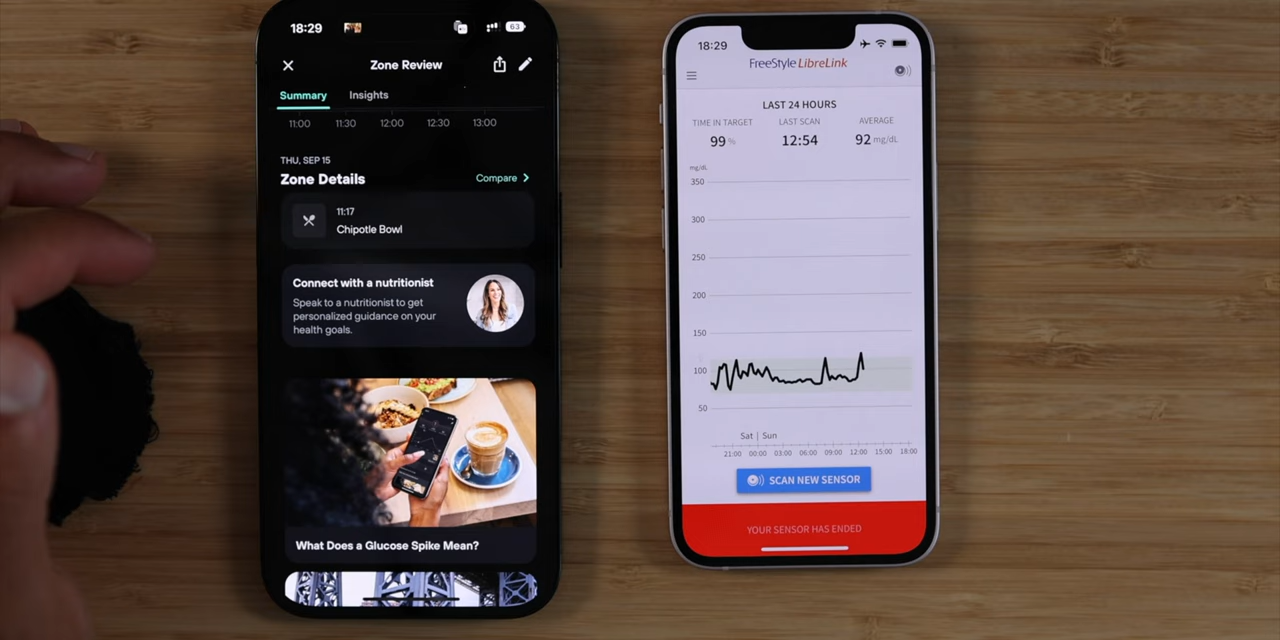 18:29
63
Zone Review
Summary Insights
11:00 11:30 12:00 12:30 13:00
THU, SEP 15
Zone Details
Compare
11:17
Chipotle Bowl
Connect with a nutritionist
Speak to a nutritionist to get
personalized guidance on your
health goals.
What Does a Glucose Spike Mean?
18:29
FreeStyle LibreLink
LAST 24 HOURS
TIME IN TARGET LAST SCAN AVERAGE
99 % 12:54 92 mg/dL
mg/dL
350
300
250
200
150
100
50
Sat | Sun
21:00 00:00 03:00 06:00 09:00 12:00 15:00 18:00
SCAN NEW SENSOR
YOUR SENSOR HAS ENDED